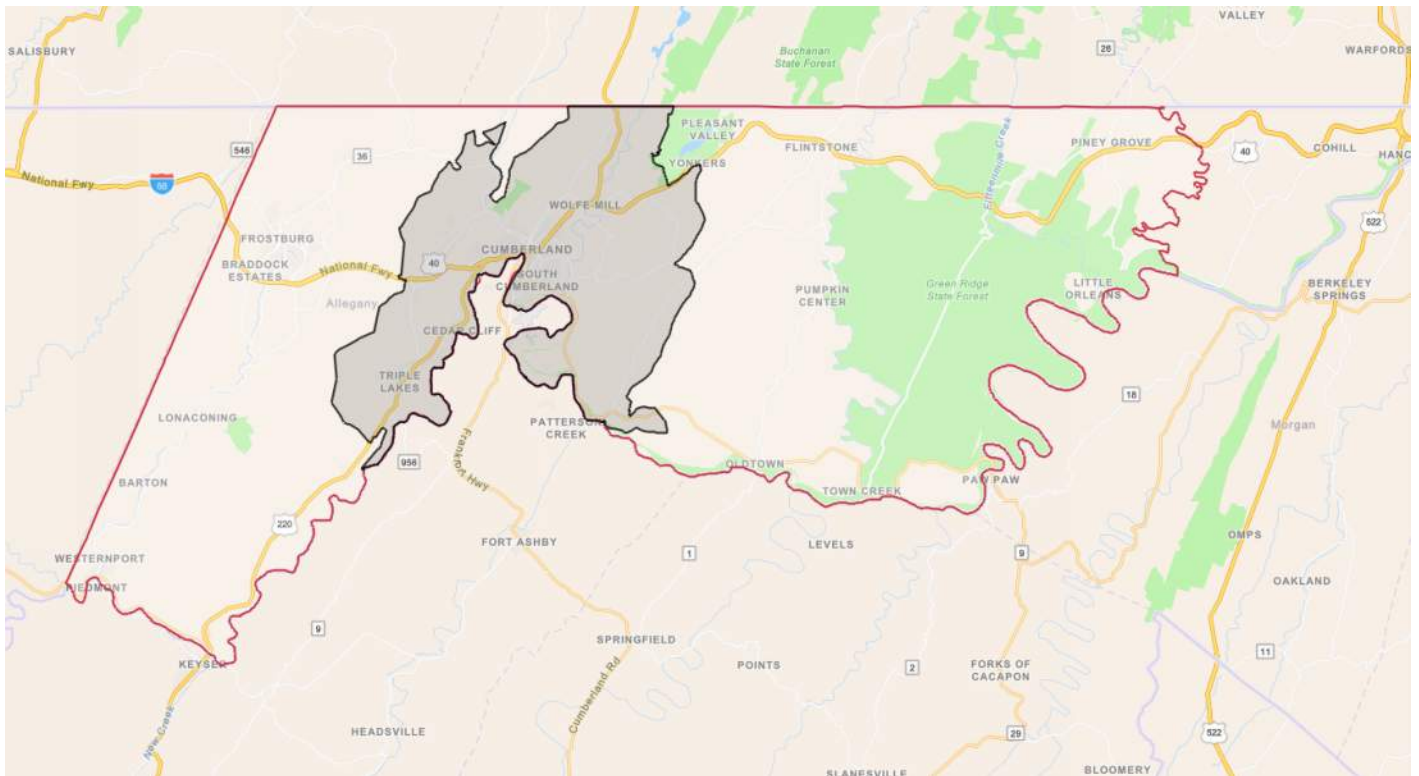 VALLEY
SALISBURY
26
WARFORDS
Buchanan
State Forest
PLEASANT
VALLEY
546
36
FLINTSTONE
PINEY GROVE
40
COHILL
HANC
YONKERS
National Fwy
68
Fifteenmile Creek
WOLFE MILL
522
FROSTBURG
BRADDOCK
ESTATES
CUMBERLAND
40
National Fwy
SOUTH
CUMBERLAND
Allegany
PUMPKIN
CENTER
Green Ridge
State Forest
LITTLE
ORLEANS
BERKELEY
SPRINGS
CEDAR CLIFF
TRIPLE
LAKES
18
LONACONING
PATTERSON
CREEK
Morgan
Frankfort Hwy
956
OLDTOWN
BARTON
TOWN CREEK
PAW PAW
220
FORT ASHBY
LEVELS
OMPS
1
9
WESTERNPORT
PIEDMONT
OAKLAND
9
SPRINGFIELD
KEYSER
POINTS
2
FORKS OF
CACAPON
11
Cumberland Rd
New Creek
HEADSVILLE
29
522
SLANESVILLE
BLOOMERY